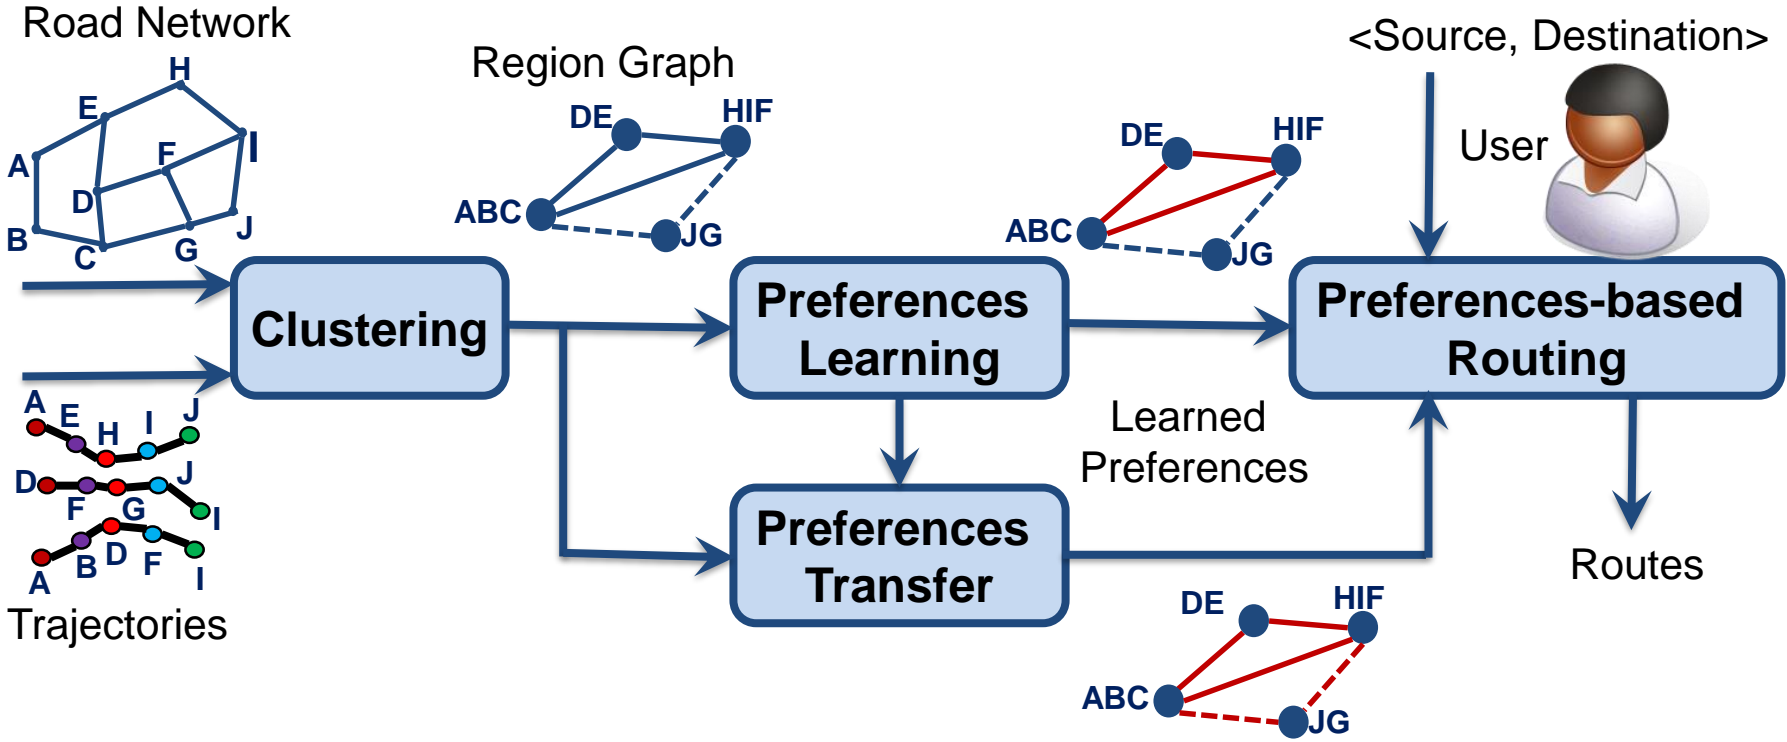 Road Network
H
E
A
F
I
D
B
C
G
J
Region Graph
DE
HIF
ABC
JG
DE
HIF
ABC
JG
<Source, Destination>
User
Clustering
Preferences
Learning
Preferences-based
Routing
A
E
H
I
J
D
F
G
J
I
A
B
D
F
I
Trajectories
Learned
Preferences
Preferences
Transfer
Routes
DE
HIF
ABC
JG